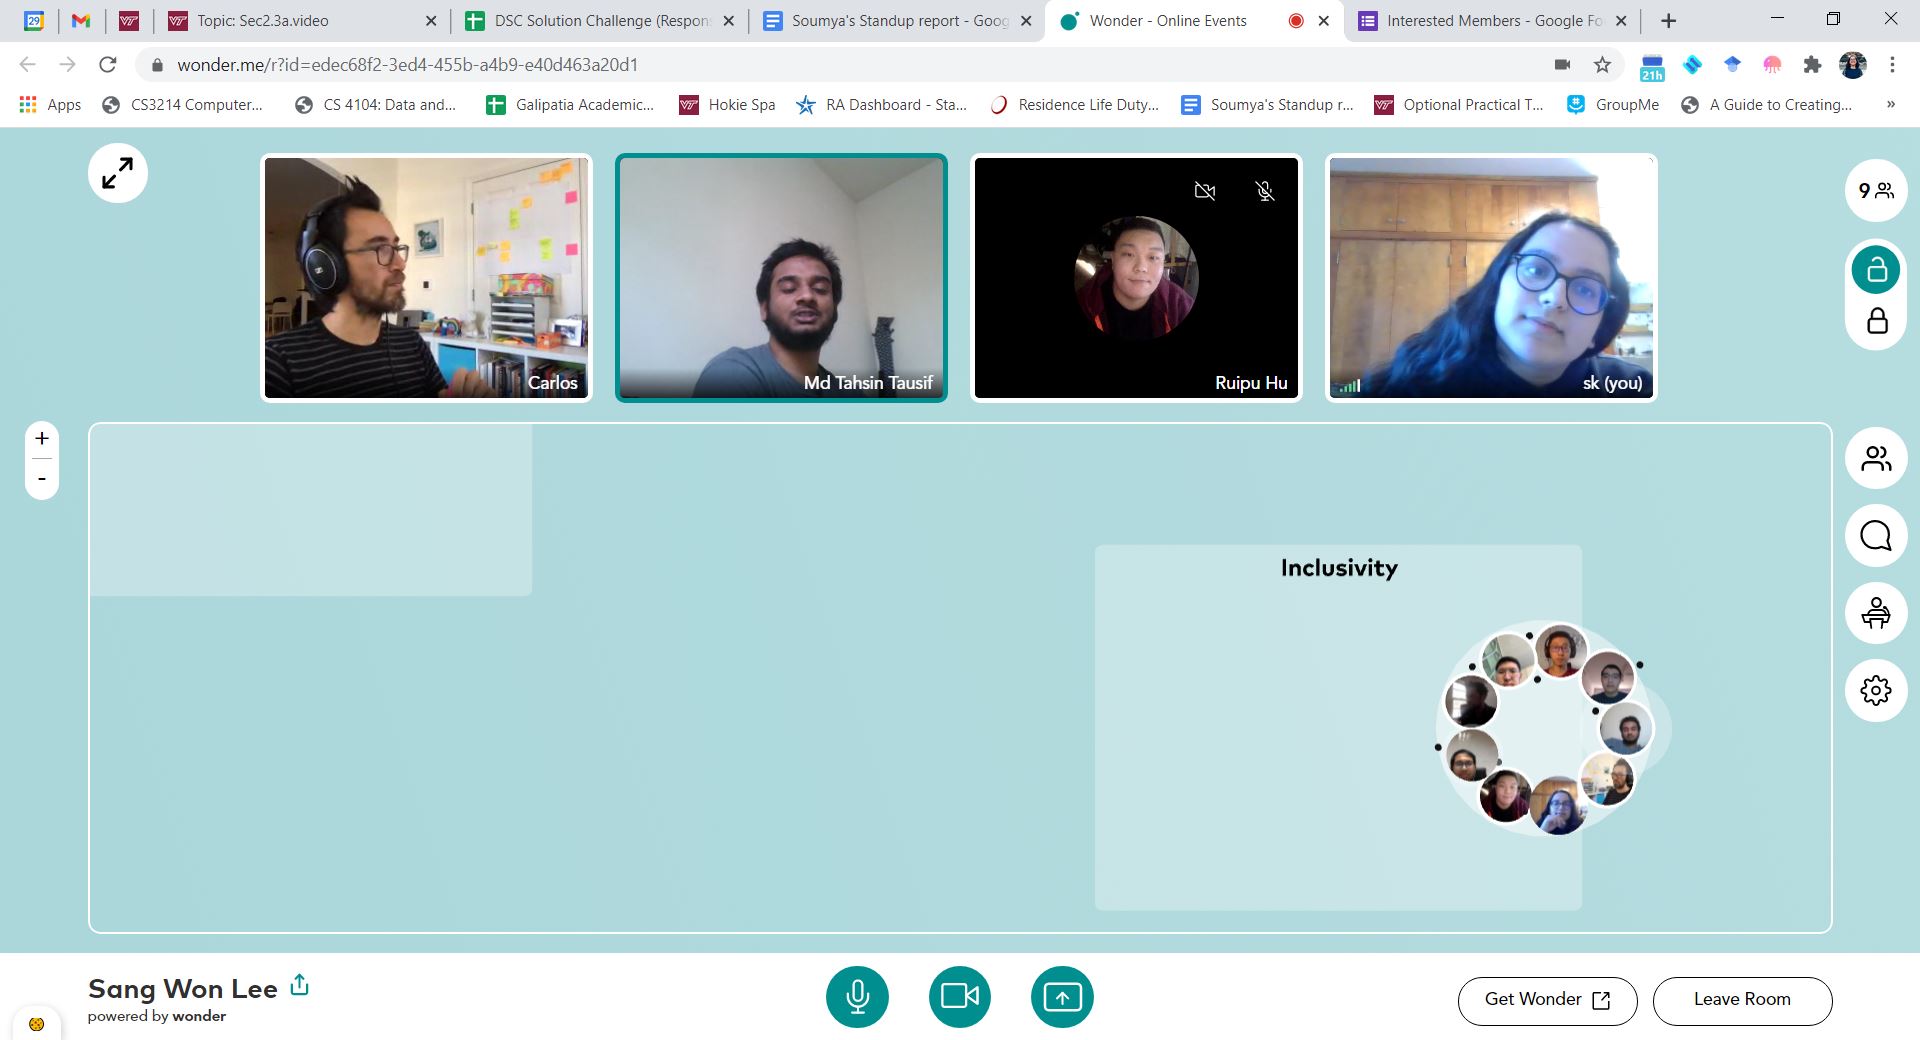 29
Topic: Sec2.3a.video
DSC Solution Challenge (Respon
Soumya's Standup report - Goog
Wonder - Online Events
Interested Members - Google Fo
wonder.me/r?id=edec68f2-3ed4-455b-a4b9-e40d463a20d1
21h
Apps
CS3214 Computer...
CS 4104: Data and...
Galipatia Academic...
Hokie Spa
RA Dashboard - Sta...
Residence Life Duty...
Soumya's Standup r...
Optional Practical T...
GroupMe
A Guide to Creating...
»
Carlos
Md Tahsin Tausif
Ruipu Hu
sk (you)
9
+
-
Inclusivity
Sang Won Lee
powered by wonder
Get Wonder
Leave Room